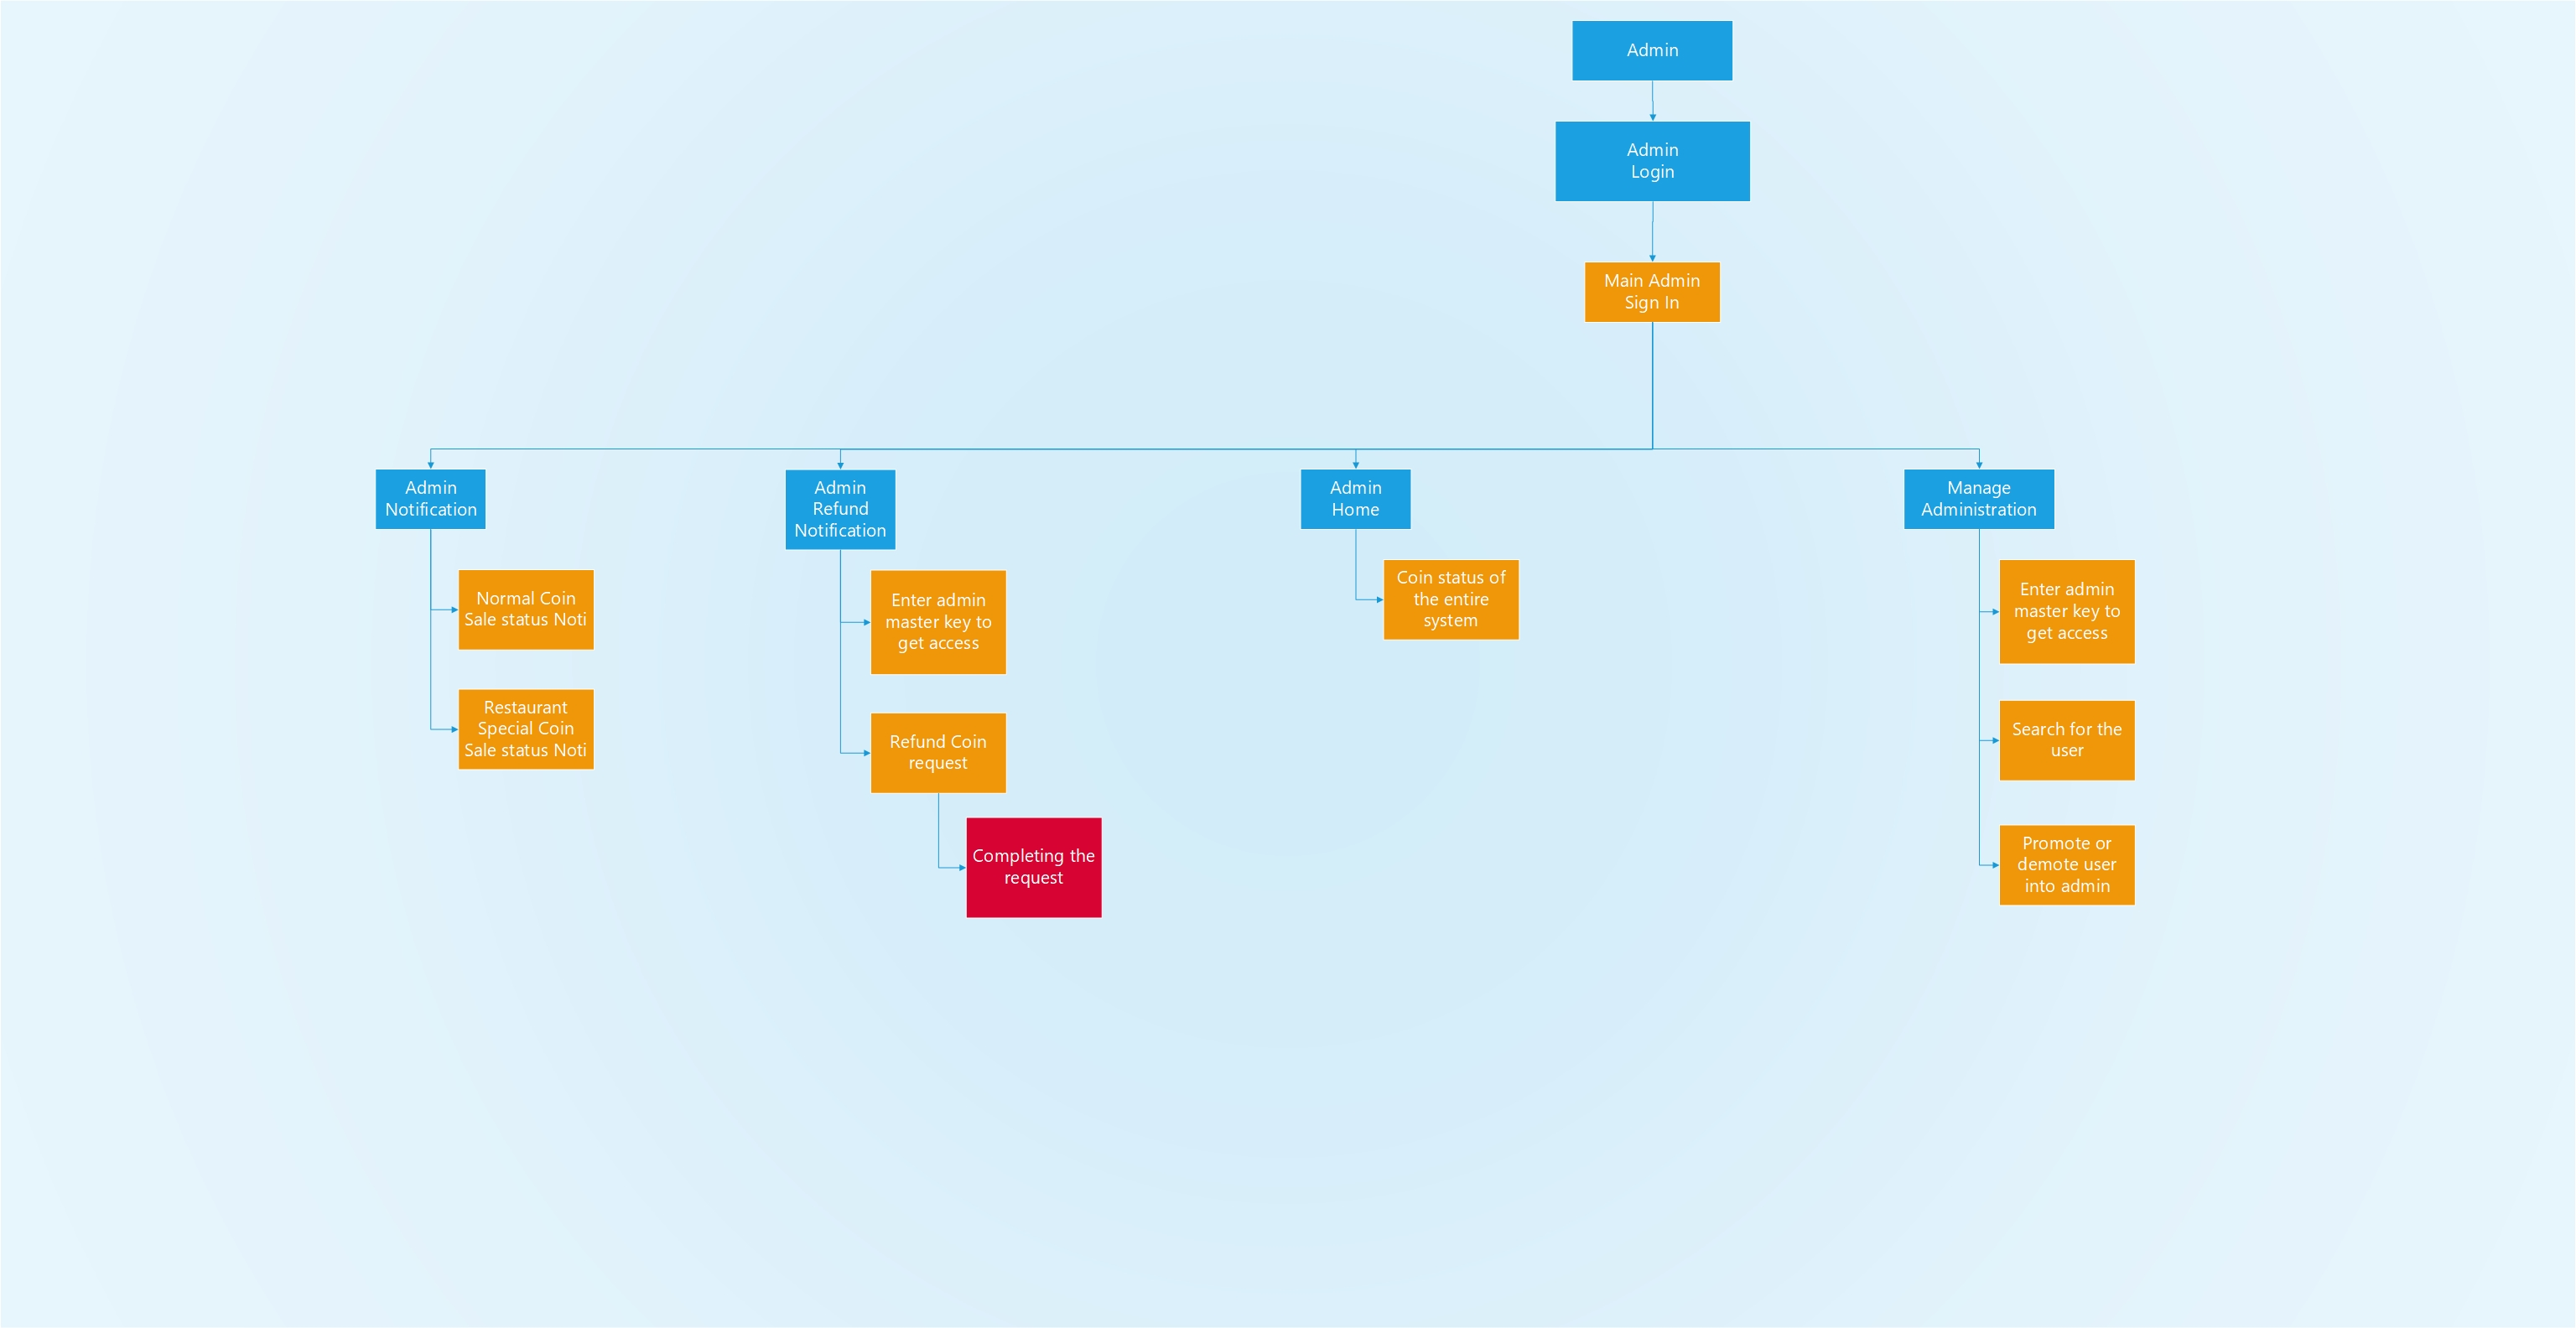 Admin
Admin
Login
Main Admin
Sign In
Admin
Notification
Normal Coin
Sale status Noti
Restaurant
Special Coin
Sale status Noti
Admin
Refund
Notification
Enter admin
master key to
get access
Refund Coin
request
Completing the
request
Admin
Home
Coin status of
the entire
system
Manage
Administration
Enter admin
master key to
get access
Search for the
user
Promote or
demote user
into admin